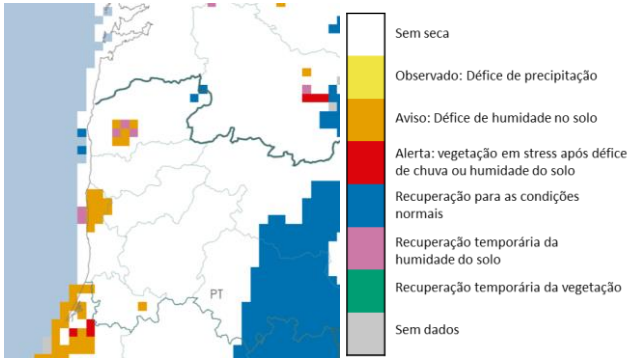 Sem seca
Observado: Défice de precipitação
Aviso: Défice de humidade no solo
Alerta: vegetação em stress após défice
de chuva ou humidade do solo
Recuperação para as condições
normais
Recuperação temporária da
humidade do solo
Recuperação temporária da vegetação
Sem dados
PT